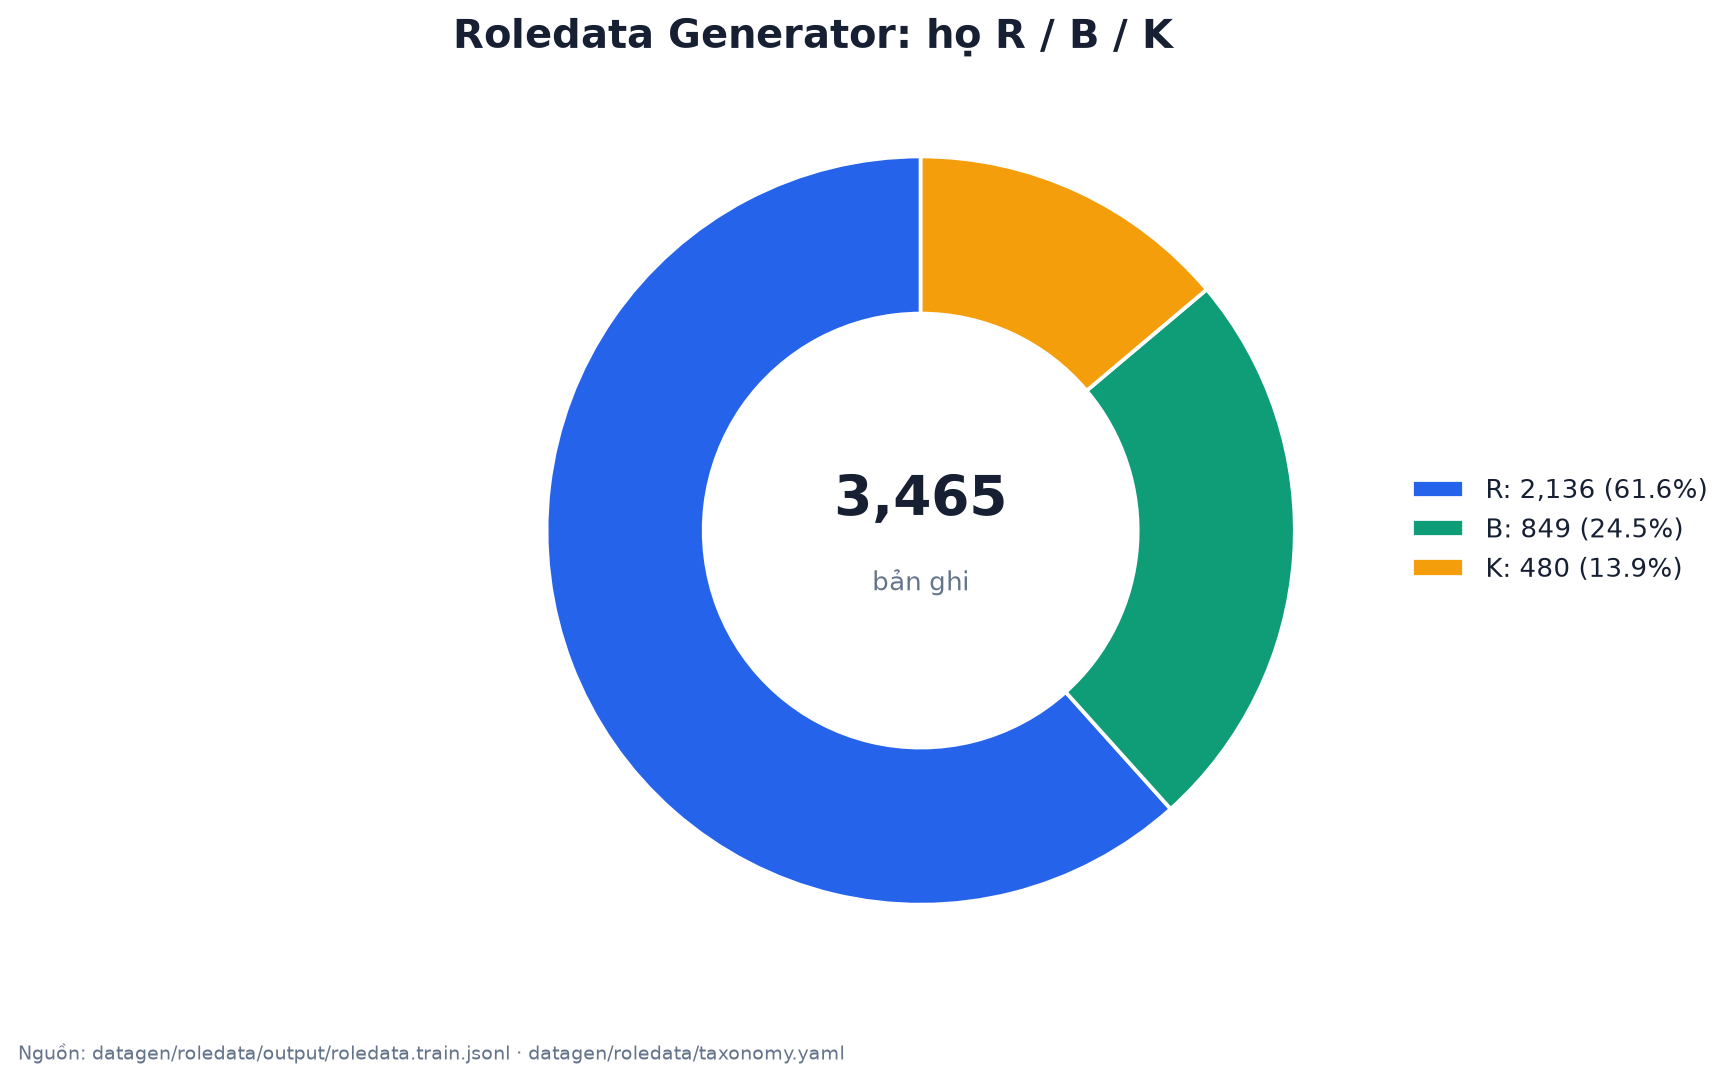 Roledata Generator: họ R / B / K
3,465
bản ghi
R: 2,136 (61.6%)
B: 849 (24.5%)
K: 480 (13.9%)
Nguồn: datagen/roledata/output/roledata.train.jsonl · datagen/roledata/taxonomy.yaml